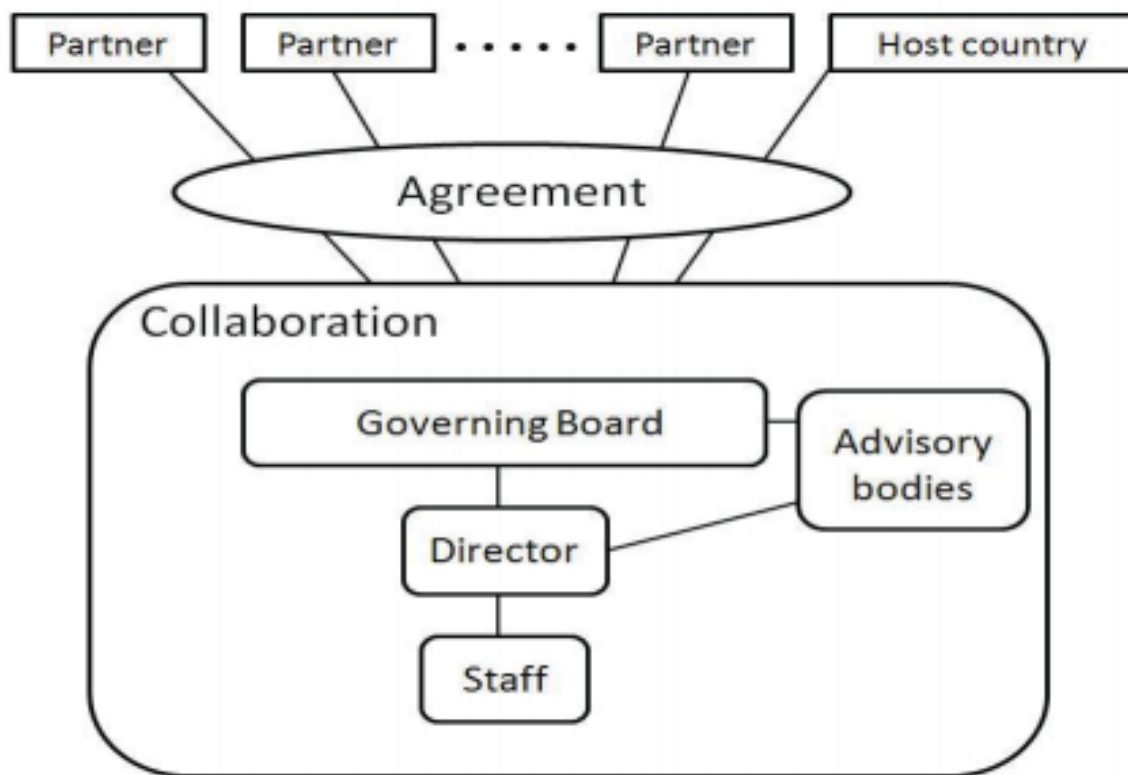 Partner
Partner
.....
Partner
Host country
Agreement
Collaboration
Governing Board
Advisory
bodies
Director
Staff